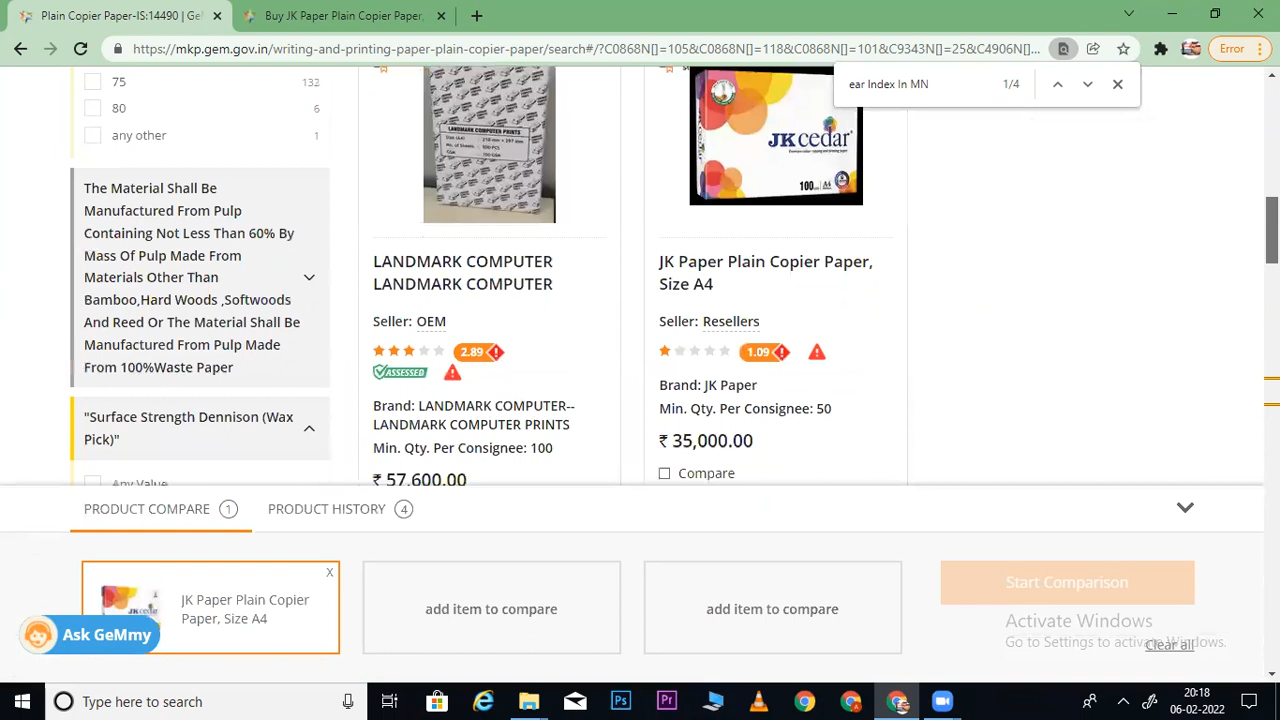 Plain Copier Paper-IS:14490 | Ge
Buy JK Paper Plain Copier Paper,
https://mkp.gem.gov.in/writing-and-printing-paper-plain-copier-paper/search#/?C0868N[]=105&C0868N[]=118&C0868N[]=101&C9343N[]=25&C4906N[]...
Error
ear Index In MN 1/4
75 132
80 6
any other 1
The Material Shall Be
Manufactured From Pulp
Containing Not Less Than 60% By
Mass Of Pulp Made From
Materials Other Than
Bamboo,Hard Woods ,Softwoods
And Reed Or The Material Shall Be
Manufactured From Pulp Made
From 100%Waste Paper
"Surface Strength Dennison (Wax
Pick)"
Any Value
LANDMARK COMPUTER PRINTS
JK cedar
100
A4
LANDMARK COMPUTER
LANDMARK COMPUTER
Seller: OEM
2.89
ASSESSED
Brand: LANDMARK COMPUTER--
LANDMARK COMPUTER PRINTS
Min. Qty. Per Consignee: 100
₹ 57,600.00
JK Paper Plain Copier Paper,
Size A4
Seller: Resellers
1.09
Brand: JK Paper
Min. Qty. Per Consignee: 50
₹ 35,000.00
Compare
PRODUCT COMPARE 1
PRODUCT HISTORY 4
X
JK Paper Plain Copier
Paper, Size A4
add item to compare
add item to compare
Start Comparison
Clear all
Activate Windows
Go to Settings to activate Windows.
Ask GeMmy
Type here to search
Ps
Pr
20:18
06-02-2022